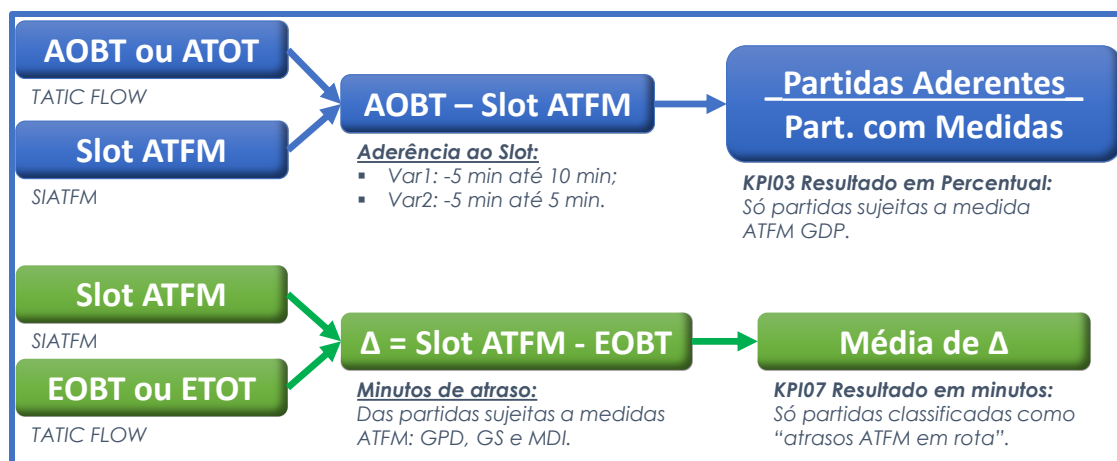 AOBT ou ATOT
TATIC FLOW
Slot ATFM
SIATFM
AOBT – Slot ATFM
Aderência ao Slot:
▪ Var1: -5 min até 10 min;
▪ Var2: -5 min até 5 min.
_Partidas Aderentes_
Part. com Medidas
KPI03 Resultado em Percentual:
Só partidas sujeitas a medida
ATFM GDP.
Slot ATFM
SIATFM
EOBT ou ETOT
TATIC FLOW
Δ = Slot ATFM - EOBT
Minutos de atraso:
Das partidas sujeitas a medidas
ATFM: GPD, GS e MDI.
Média de Δ
KPI07 Resultado em minutos:
Só partidas classificadas como
“atrasos ATFM em rota”.